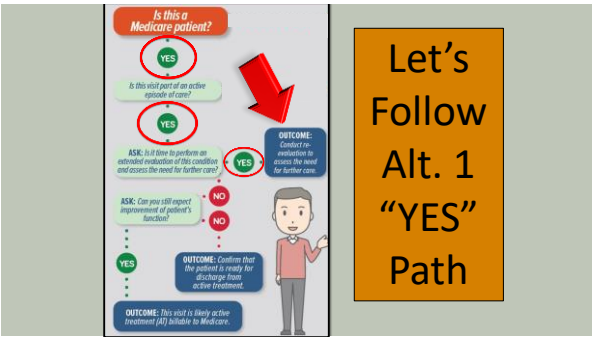 Is this a
Medicare patient?
YES
Is this visit part of an active
episode of care?
YES
ASK: Is it time to perform an
extended evaluation of this condition
and assess the need for further care?
YES
OUTCOME:
Conduct re-
evaluation to
assess the need
for further care.
NO
ASK: Can you still expect
improvement of patient's
function?
NO
YES
OUTCOME: Confirm that
the patient is ready for
discharge from
active treatment.
OUTCOME: This visit is likely active
treatment (AT) billable to Medicare.
Let's
Follow
Alt. 1
“YES”
Path